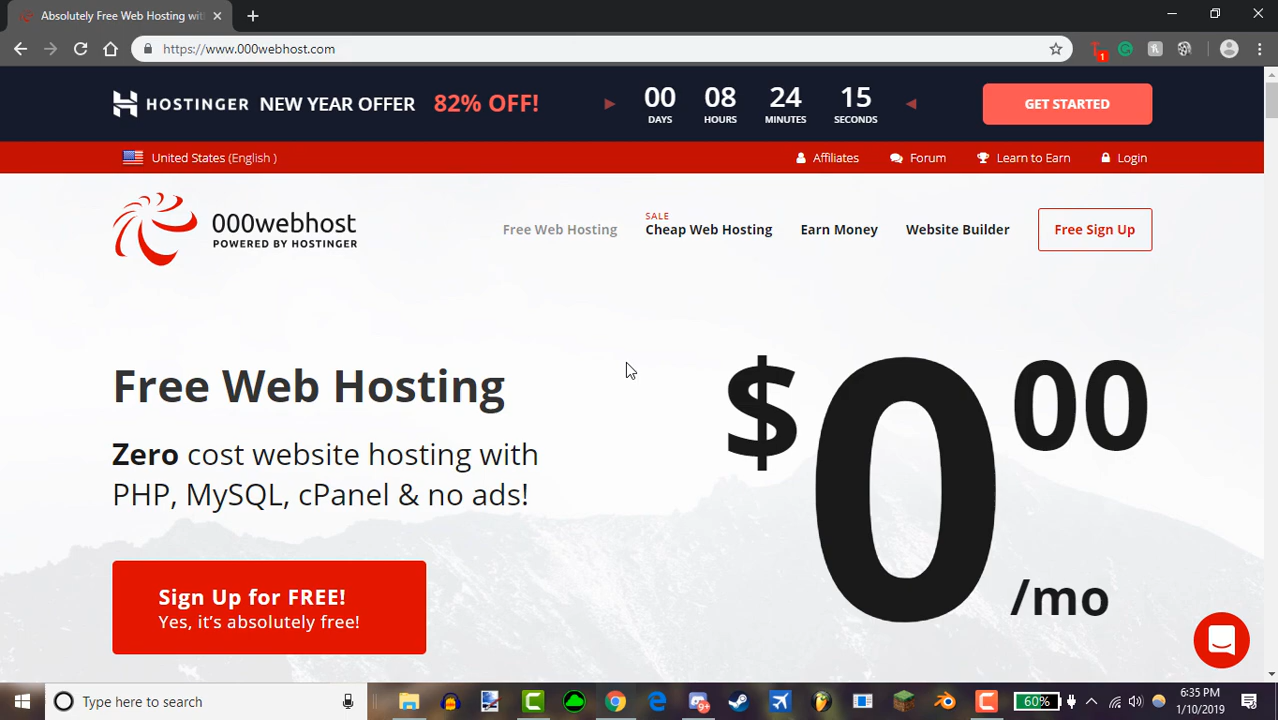 Absolutely Free Web Hosting wit
https://www.000webhost.com
1
HOSTINGER NEW YEAR OFFER 82% OFF!
00 08 24 15
DAYS HOURS MINUTES SECONDS
GET STARTED
United States (English )
Affiliates Forum Learn to Earn Login
000webhost
POWERED BY HOSTINGER
SALE
Free Web Hosting Cheap Web Hosting Earn Money Website Builder Free Sign Up
Free Web Hosting
Zero cost website hosting with
PHP, MySQL, cPanel & no ads!
Sign Up for FREE!
Yes, it's absolutely free!
$0 00
/mo
Type here to search
9+
60%
6:35 PM
1/10/2019